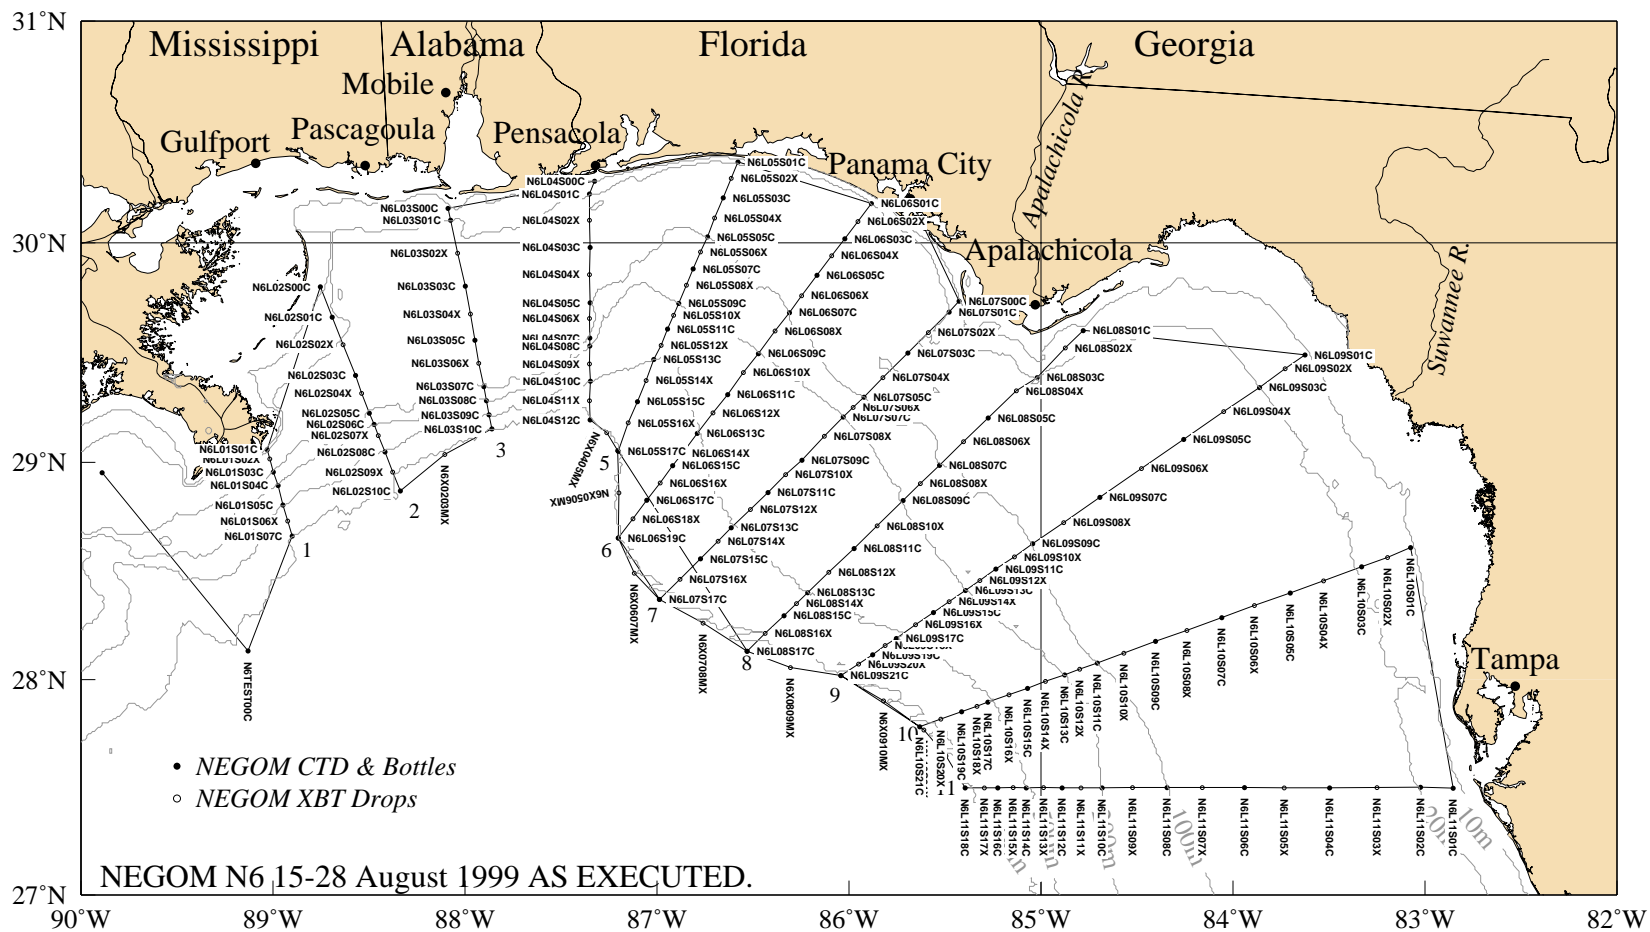 31°N
30°N
29°N
28°N
27°N
90°W
89°W
88°W
87°W
86°W
85°W
84°W
83°W
82°W
Mississippi
Alabama
Florida
Georgia
Mobile
Gulfport
Pascagoula
Pensacola
Panama City
Apalachicola
Tampa
Apalachicola R.
Suwannee R.
N6TEST00C
N6L01S01C
N6L01S02X
N6L01S03C
N6L01S04C
N6L01S05C
N6L01S06X
N6L01S07C
1
N6L02S00C
N6L02S01C
N6L02S02X
N6L02S03C
N6L02S04X
N6L02S05C
N6L02S06C
N6L02S07X
N6L02S08C
N6L02S09X
N6L02S10C
2
N6X0203MX
N6L03S00C
N6L03S01C
N6L03S02X
N6L03S03C
N6L03S04X
N6L03S05C
N6L03S06X
N6L03S07C
N6L03S08C
N6L03S09C
N6L03S10C
3
N6L04S00C
N6L04S01C
N6L04S02X
N6L04S03C
N6L04S04X
N6L04S05C
N6L04S06X
N6L04S07C
N6L04S08C
N6L04S09X
N6L04S10C
N6L04S11X
N6L04S12C
N6X0405MX
N6L05S01C
N6L05S02X
N6L05S03C
N6L05S04X
N6L05S05C
N6L05S06X
N6L05S07C
N6L05S08X
N6L05S09C
N6L05S10X
N6L05S11C
N6L05S12X
N6L05S13C
N6L05S14X
N6L05S15C
N6L05S16X
N6L05S17C
5
N6X0506MX
N6L06S01C
N6L06S02X
N6L06S03C
N6L06S04X
N6L06S05C
N6L06S06X
N6L06S07C
N6L06S08X
N6L06S09C
N6L06S10X
N6L06S11C
N6L06S12X
N6L06S13C
N6L06S14X
N6L06S15C
N6L06S16X
N6L06S17C
N6L06S18X
N6L06S19C
6
N6X0607MX
N6L07S00C
N6L07S01C
N6L07S02X
N6L07S03C
N6L07S04X
N6L07S05C
N6L07S06X
N6L07S07C
N6L07S08X
N6L07S09C
N6L07S10X
N6L07S11C
N6L07S12X
N6L07S13C
N6L07S14X
N6L07S15C
N6L07S16X
N6L07S17C
7
N6X0708MX
N6L08S01C
N6L08S02X
N6L08S03C
N6L08S04X
N6L08S05C
N6L08S06X
N6L08S07C
N6L08S08X
N6L08S09C
N6L08S10X
N6L08S11C
N6L08S12X
N6L08S13C
N6L08S14X
N6L08S15C
N6L08S16X
N6L08S17C
8
N6X0809MX
N6L09S01C
N6L09S02X
N6L09S03C
N6L09S04X
N6L09S05C
N6L09S06X
N6L09S07C
N6L09S08X
N6L09S09C
N6L09S10X
N6L09S11C
N6L09S12X
N6L09S13C
N6L09S14X
N6L09S15C
N6L09S16X
N6L09S17C
N6L09S19C
N6L09S20X
N6L09S21C
9
N6X0910MX
N6L10S01C
N6L10S02X
N6L10S03C
N6L10S04X
N6L10S05C
N6L10S06X
N6L10S07C
N6L10S08X
N6L10S09C
N6L10S10X
N6L10S11C
N6L10S12X
N6L10S13C
N6L10S14X
N6L10S15C
N6L10S16X
N6L10S17C
N6L10S18X
N6L10S19C
N6L10S20X
N6L10S21C
10
N6L11S18C
N6L11S17X
N6L11S16C
N6L11S15X
N6L11S14C
N6L11S13X
N6L11S12C
N6L11S11X
N6L11S10C
N6L11S09X
N6L11S08C
N6L11S07X
N6L11S06C
N6L11S05X
N6L11S04C
N6L11S03X
N6L11S02C
N6L11S01C
100m
20m
10m
NEGOM CTD & Bottles
NEGOM XBT Drops
NEGOM N6 15-28 August 1999 AS EXECUTED.